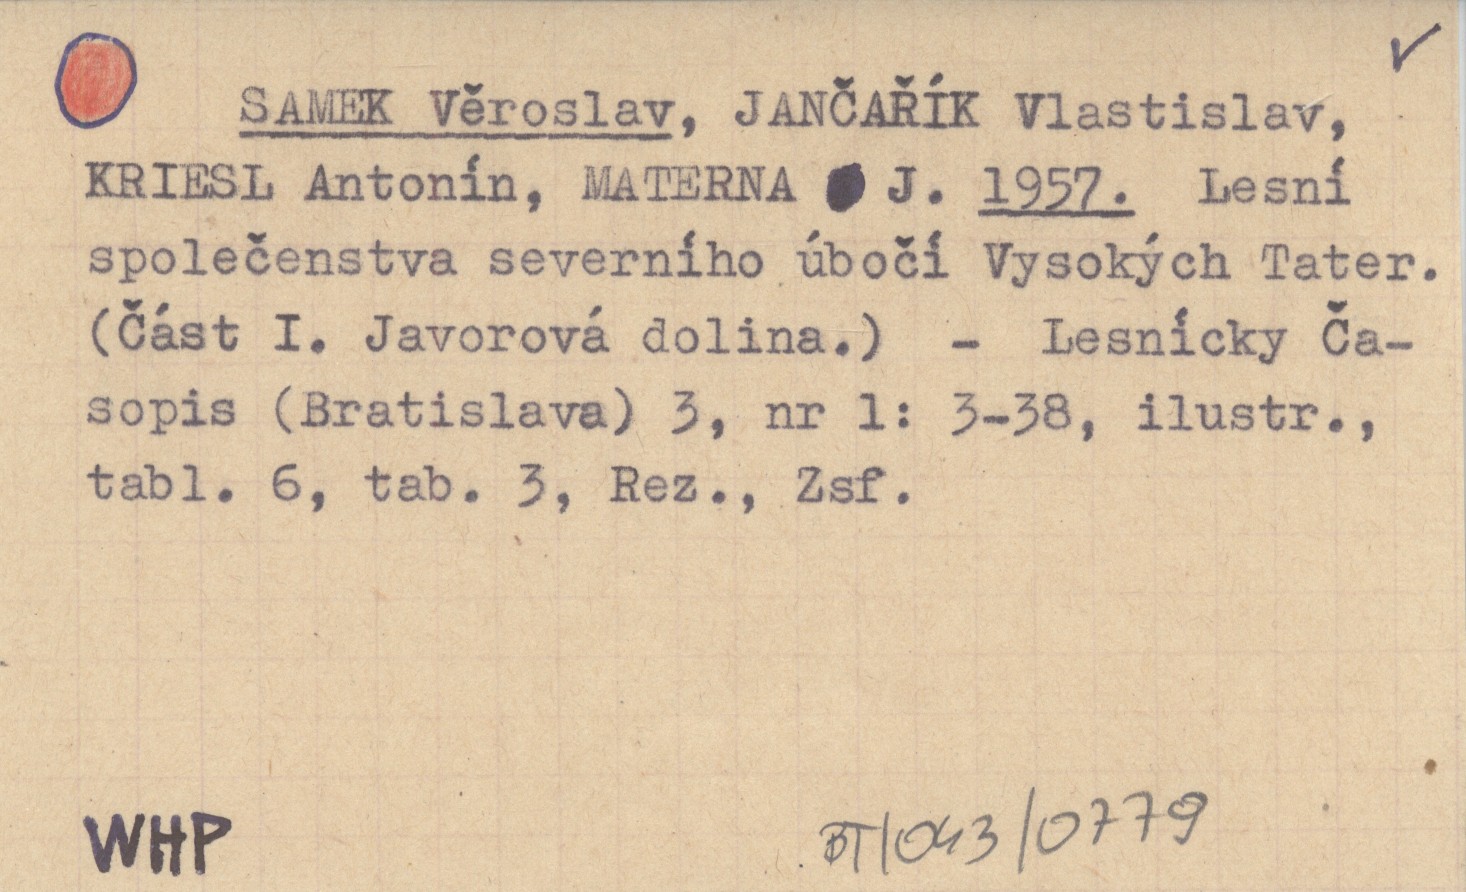 SAMEK Věroslav, JANČAŘÍK Vlastislav,
KRIESL Antonín, MATERNA J. 1957. Lesní
společenstva severního úbočí Vysokých Tater.
(Část I. Javorová dolina.) - Lesnícky Ča-
sopis (Bratislava) 3, nr 1: 3-38, ilustr.,
tabl. 6, tab. 3, Rez., Zsf.
WHP
BT/043/0779